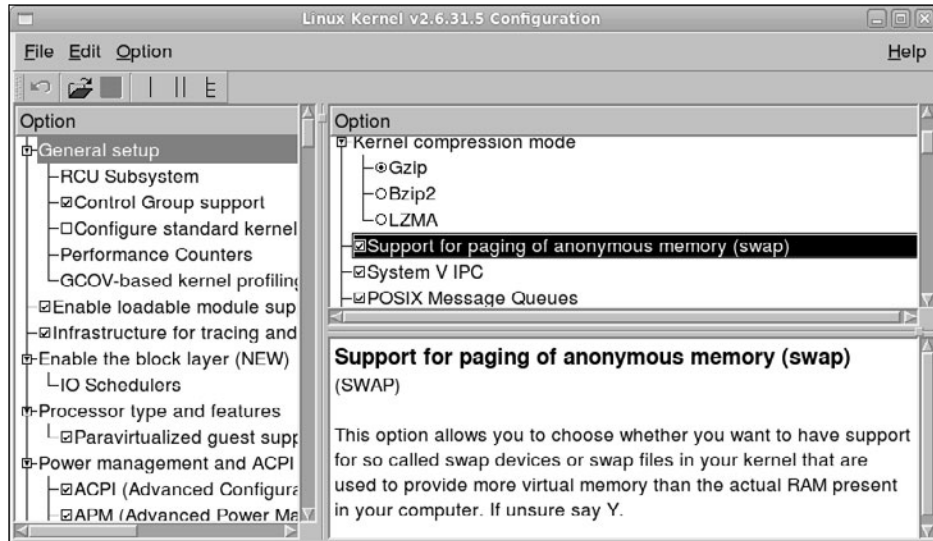 Linux Kernel v2.6.31.5 Configuration
File Edit Option Help
Option
General setup
RCU Subsystem
Control Group support
Configure standard kernel
Performance Counters
GCOV-based kernel profiling
Enable loadable module sup
Infrastructure for tracing and
Enable the block layer (NEW)
IO Schedulers
Processor type and features
Paravirtualized guest supp
Power management and ACPI
ACPI (Advanced Configura
APM (Advanced Power Ma
Option
Kernel compression mode
Gzip
Bzip2
LZMA
Support for paging of anonymous memory (swap)
System V IPC
POSIX Message Queues
Support for paging of anonymous memory (swap)
(SWAP)
This option allows you to choose whether you want to have support
for so called swap devices or swap files in your kernel that are
used to provide more virtual memory than the actual RAM present
in your computer. If unsure say Y.